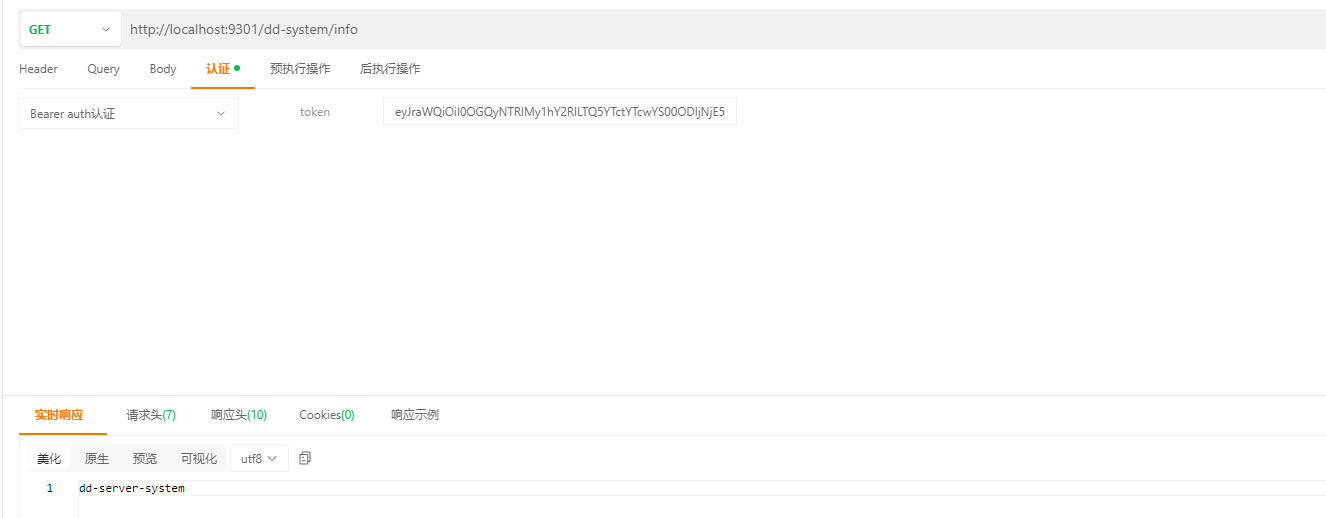 GET http://localhost:9301/dd-system/info
Header Query Body 认证 预执行操作 后执行操作
Bearer auth认证 token eyJraWQiOiI0OGQyNTRlMy1hY2RlLTQ5YTctYTcwYS00ODljNjE5
实时响应 请求头(7) 响应头(10) Cookies(0) 响应示例
美化 原生 预览 可视化 utf8
1 dd-server-system